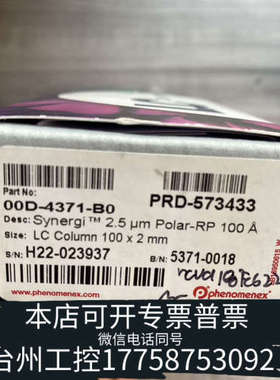 Part No:
00D-4371-B0
PRD-573433
Desc: Synergi™ 2.5 µm Polar-RP 100 Å
Size: LC Column 100 x 2 mm
S/N: H22-023937
B/N: 5371-0018
rcvd
phenomenex
www.phenomenex.com
本店可开专票普票
微信电话同号
台州工控17758753092